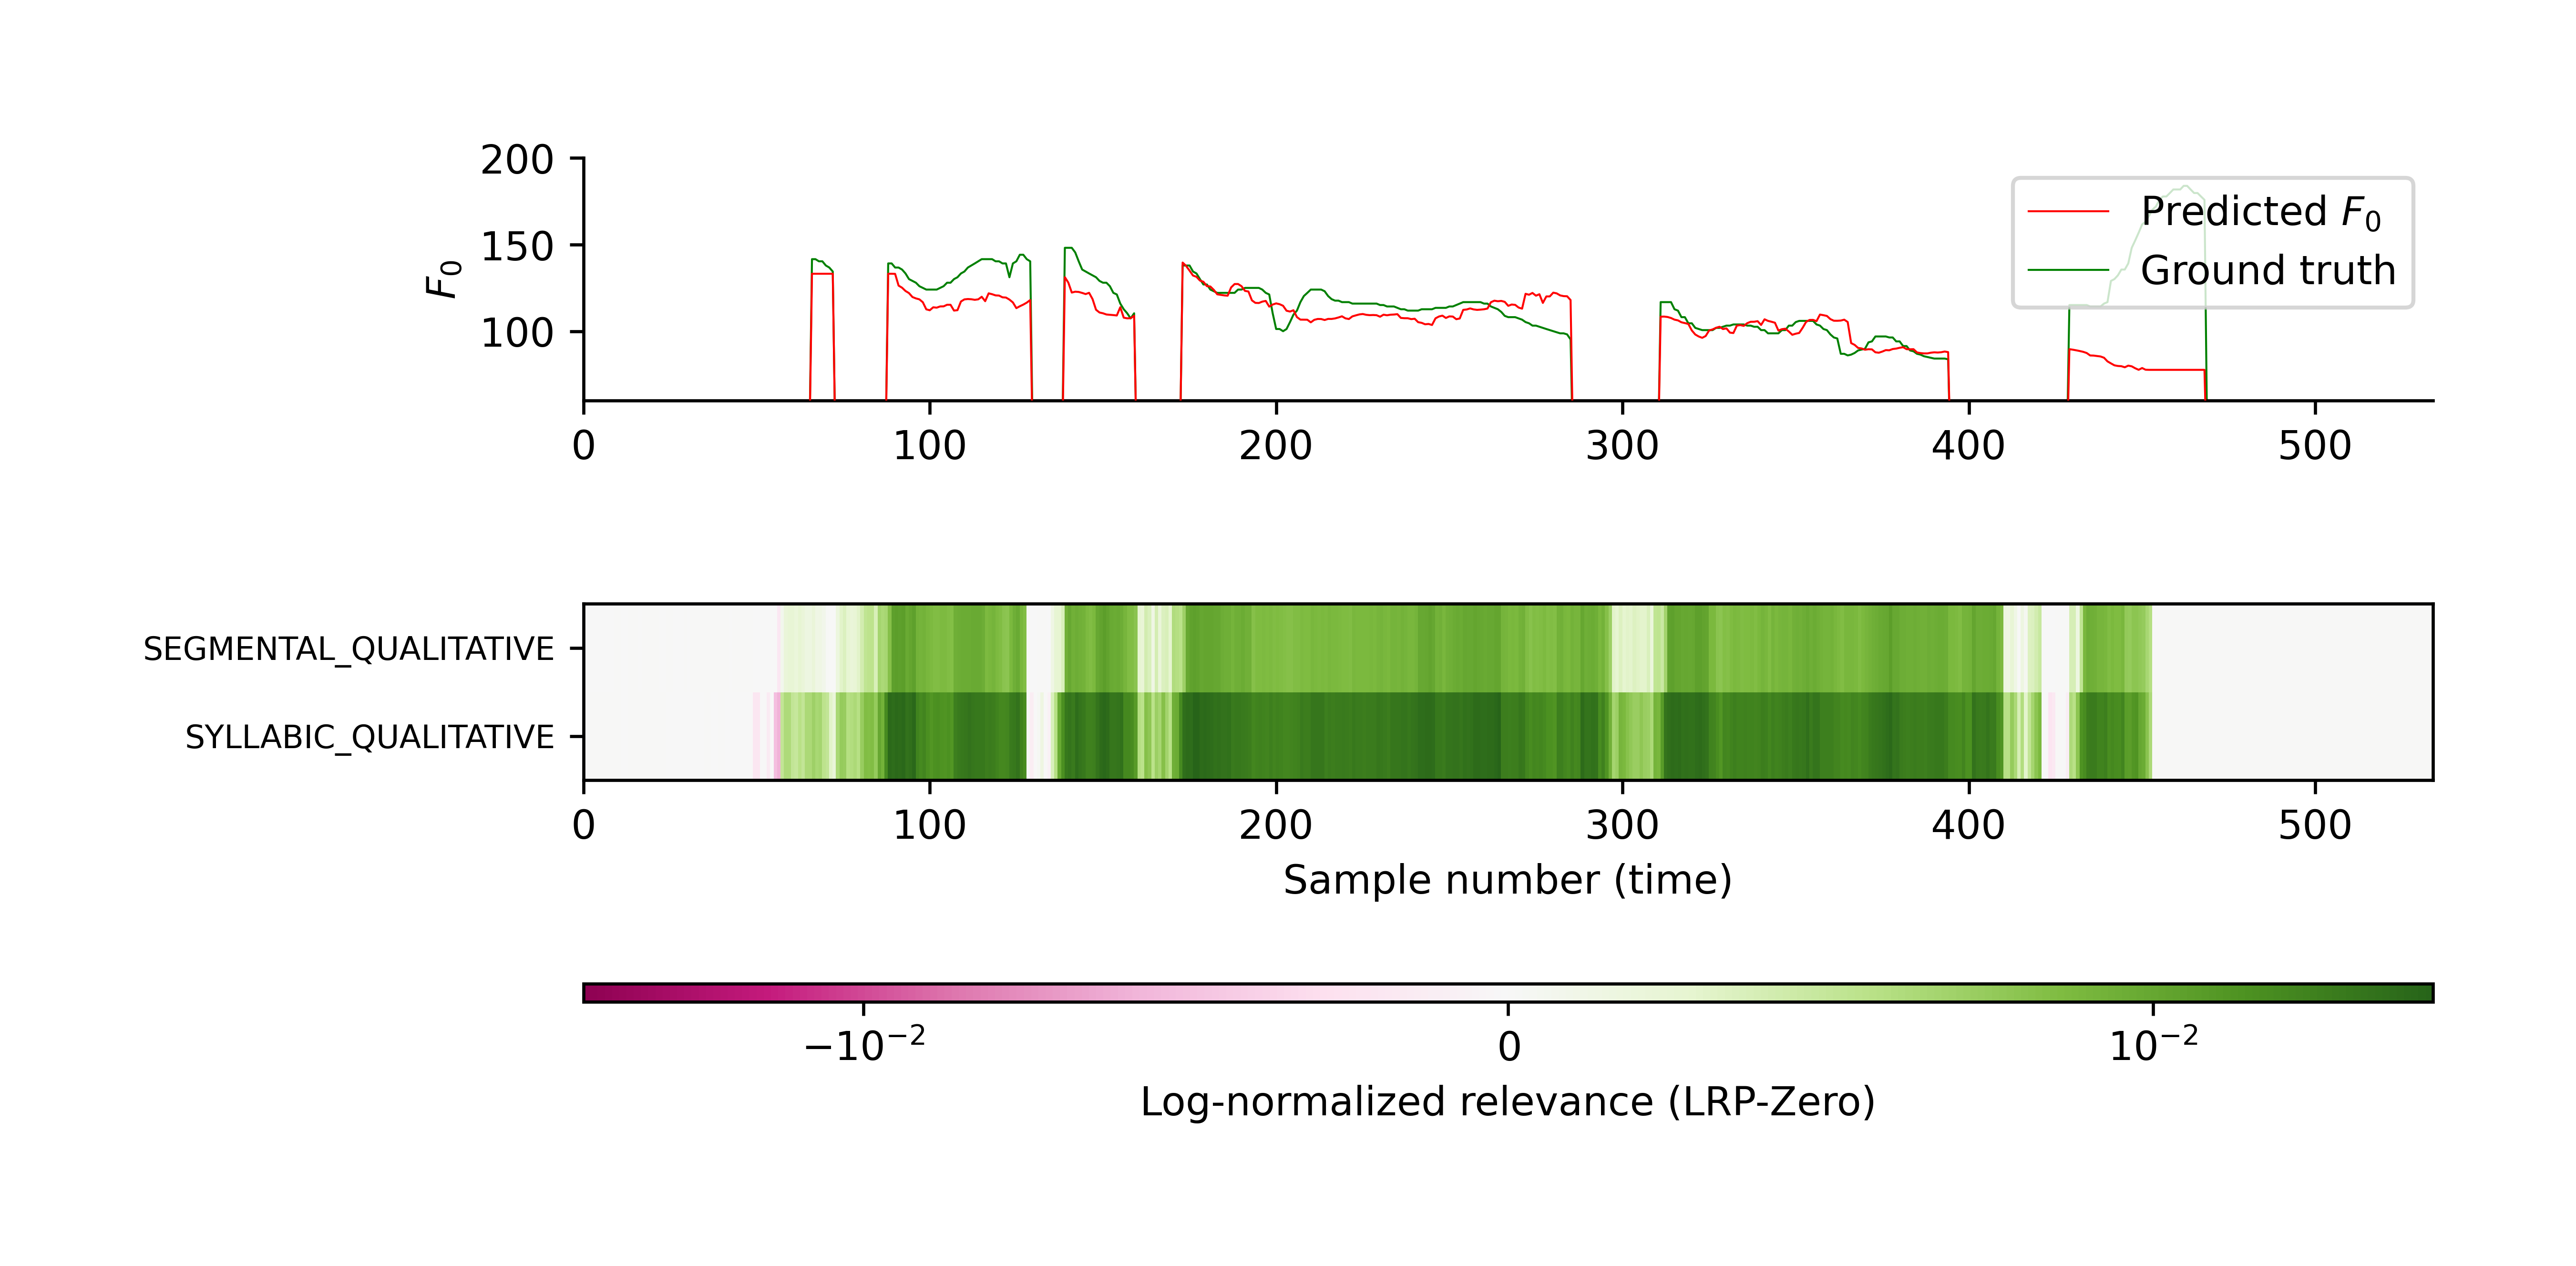 200
150
100
F₀
Predicted F₀
Ground truth
0 100 200 300 400 500
SEGMENTAL_QUALITATIVE
SYLLABIC_QUALITATIVE
0 100 200 300 400 500
Sample number (time)
−10⁻² 0 10⁻²
Log-normalized relevance (LRP-Zero)